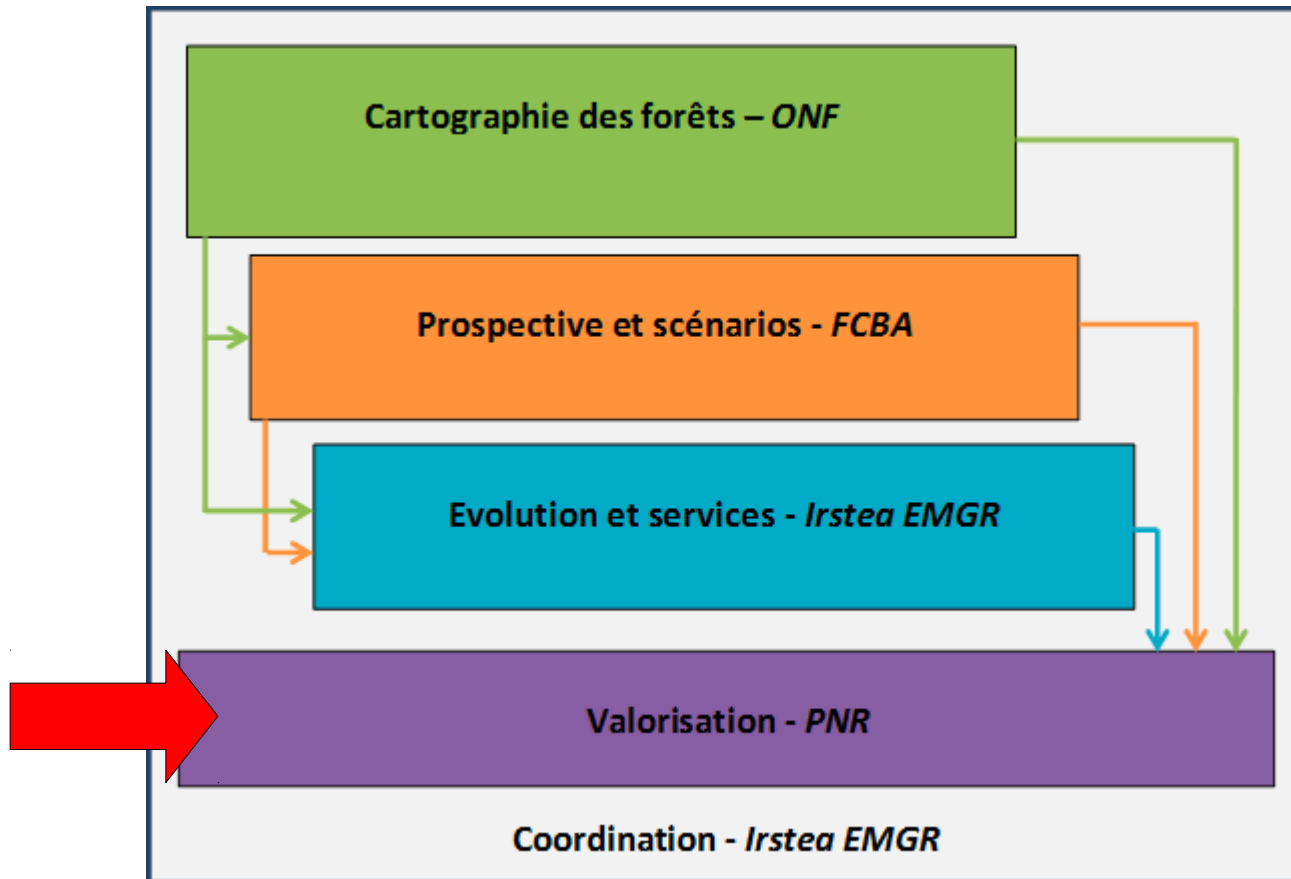 Cartographie des forêts – ONF
Prospective et scénarios - FCBA
Evolution et services - Irstea EMGR
Valorisation - PNR
Coordination - Irstea EMGR